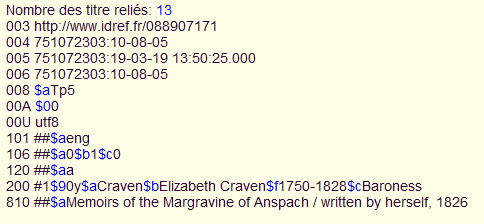 Nombre des titre reliés: 13
003 http://www.idref.fr/088907171
004 751072303:10-08-05
005 751072303:19-03-19 13:50:25.000
006 751072303:10-08-05
008 $aTp5
00A $00
00U utf8
101 ##$aeng
106 ##$a0$b1$c0
120 ##$aa
200 #1$90y$aCraven$bElizabeth Craven$f1750-1828$cBaroness
810 ##$aMemoirs of the Margravine of Anspach / written by herself, 1826